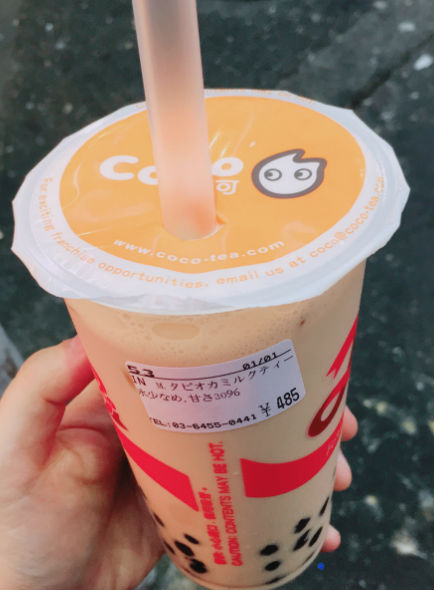 CoCo
可
www.coco-tea.com
For exciting franchise opportunities, email us at coco@coco-tea.com
53 01/01
IN M.タピオカミルクティー
氷少なめ,甘さ30%
¥ 485
TEL:03-6455-0441
CAUTION: CONTENTS MAY BE HOT.